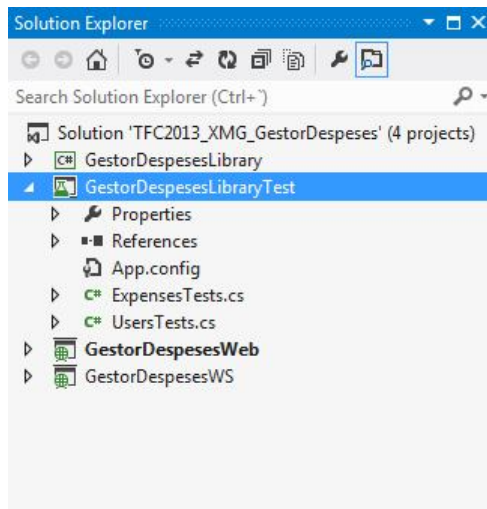 Solution Explorer
Search Solution Explorer (Ctrl+`)
Solution 'TFC2013_XMG_GestorDespeses' (4 projects)
C# GestorDespesesLibrary
GestorDespesesLibraryTest
Properties
References
App.config
C# ExpensesTests.cs
C# UsersTests.cs
GestorDespesesWeb
GestorDespesesWS